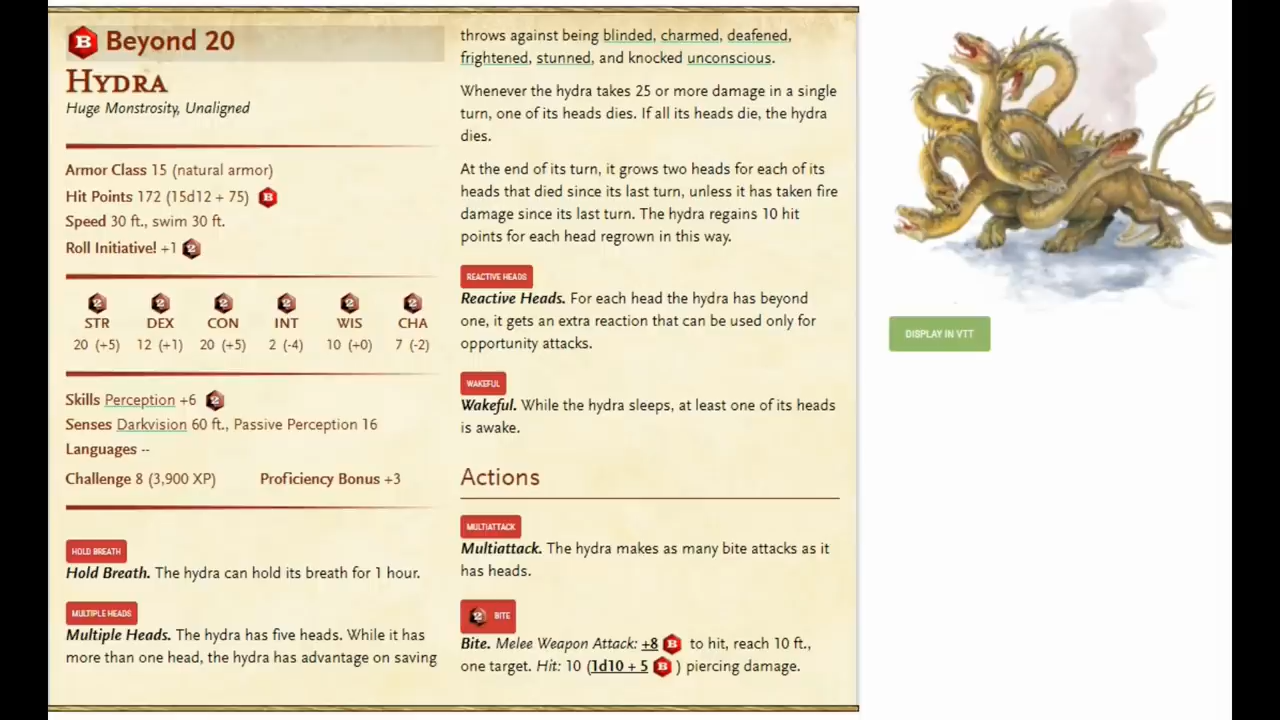 Beyond 20
HYDRA
Huge Monstrosity, Unaligned
Armor Class 15 (natural armor)
Hit Points 172 (15d12 + 75) B
Speed 30 ft., swim 30 ft.
Roll Initiative! +1 2
2 2 2 2 2 2
STR DEX CON INT WIS CHA
20 (+5) 12 (+1) 20 (+5) 2 (-4) 10 (+0) 7 (-2)
Skills Perception +6 2
Senses Darkvision 60 ft., Passive Perception 16
Languages --
Challenge 8 (3,900 XP) Proficiency Bonus +3
HOLD BREATH
Hold Breath. The hydra can hold its breath for 1 hour.
MULTIPLE HEADS
Multiple Heads. The hydra has five heads. While it has
more than one head, the hydra has advantage on saving
throws against being blinded, charmed, deafened,
frightened, stunned, and knocked unconscious.
Whenever the hydra takes 25 or more damage in a single
turn, one of its heads dies. If all its heads die, the hydra
dies.
At the end of its turn, it grows two heads for each of its
heads that died since its last turn, unless it has taken fire
damage since its last turn. The hydra regains 10 hit
points for each head regrown in this way.
REACTIVE HEADS
Reactive Heads. For each head the hydra has beyond
one, it gets an extra reaction that can be used only for
opportunity attacks.
WAKEFUL
Wakeful. While the hydra sleeps, at least one of its heads
is awake.
Actions
MULTIATTACK
Multiattack. The hydra makes as many bite attacks as it
has heads.
2 BITE
Bite. Melee Weapon Attack: +8 B to hit, reach 10 ft.,
one target. Hit: 10 (1d10 + 5 B ) piercing damage.
DISPLAY IN VTT